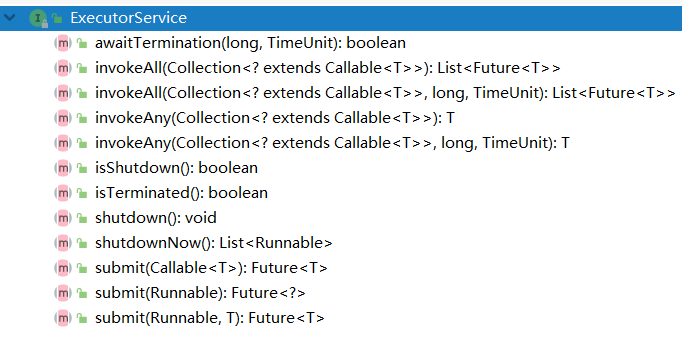 ExecutorService
awaitTermination(long, TimeUnit): boolean
invokeAll(Collection<? extends Callable<T>>): List<Future<T>>
invokeAll(Collection<? extends Callable<T>>, long, TimeUnit): List<Future<T>>
invokeAny(Collection<? extends Callable<T>>): T
invokeAny(Collection<? extends Callable<T>>, long, TimeUnit): T
isShutdown(): boolean
isTerminated(): boolean
shutdown(): void
shutdownNow(): List<Runnable>
submit(Callable<T>): Future<T>
submit(Runnable): Future<?>
submit(Runnable, T): Future<T>